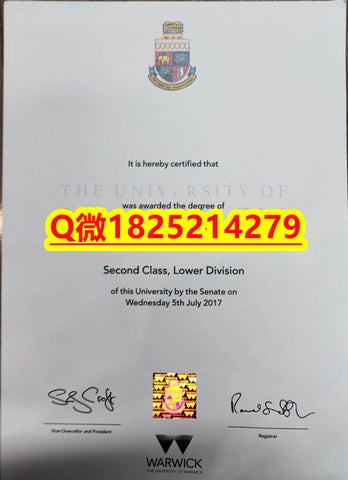 It is hereby certified that
THE UNIVERSITY OF
was awarded the degree of
Q微1825214279
Second Class, Lower Division
of this University by the Senate on
Wednesday 5th July 2017
Vice-Chancellor and President
Registrar
WARWICK
THE UNIVERSITY OF WARWICK